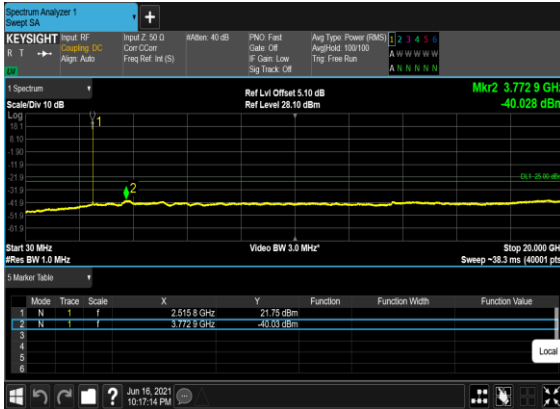 Spectrum Analyzer 1
Swept SA
+
KEYSIGHT Input: RF Input Z: 50 Ω #Atten: 40 dB PNO: Fast Avg Type: Power (RMS) 1 2 3 4 5 6
R T Coupling: DC Corr CCorr Gate: Off Avg|Hold: 100/100 A W W W W W
Align: Auto Freq Ref: Int (S) IF Gain: Low Trig: Free Run
Sig Track: Off A N N N N N
1 Spectrum
Scale/Div 10 dB
Ref Lvl Offset 5.10 dB
Ref Level 28.10 dBm
Mkr2 3.772 9 GHz
-40.028 dBm
Log
18.1
8.10
-1.90
-11.9
-21.9
-31.9
-41.9
-51.9
-61.9
1
2
DL1 -25.00 dBm
Start 30 MHz Video BW 3.0 MHz* Stop 20.000 GH
#Res BW 1.0 MHz Sweep ~38.3 ms (40001 pts
5 Marker Table
Mode Trace Scale X Y Function Function Width Function Value
1 N 1 f 2.515 8 GHz 21.75 dBm
2 N 1 f 3.772 9 GHz -40.03 dBm
3
4
5
6
Local
?
Jun 16, 2021
10:17:14 PM